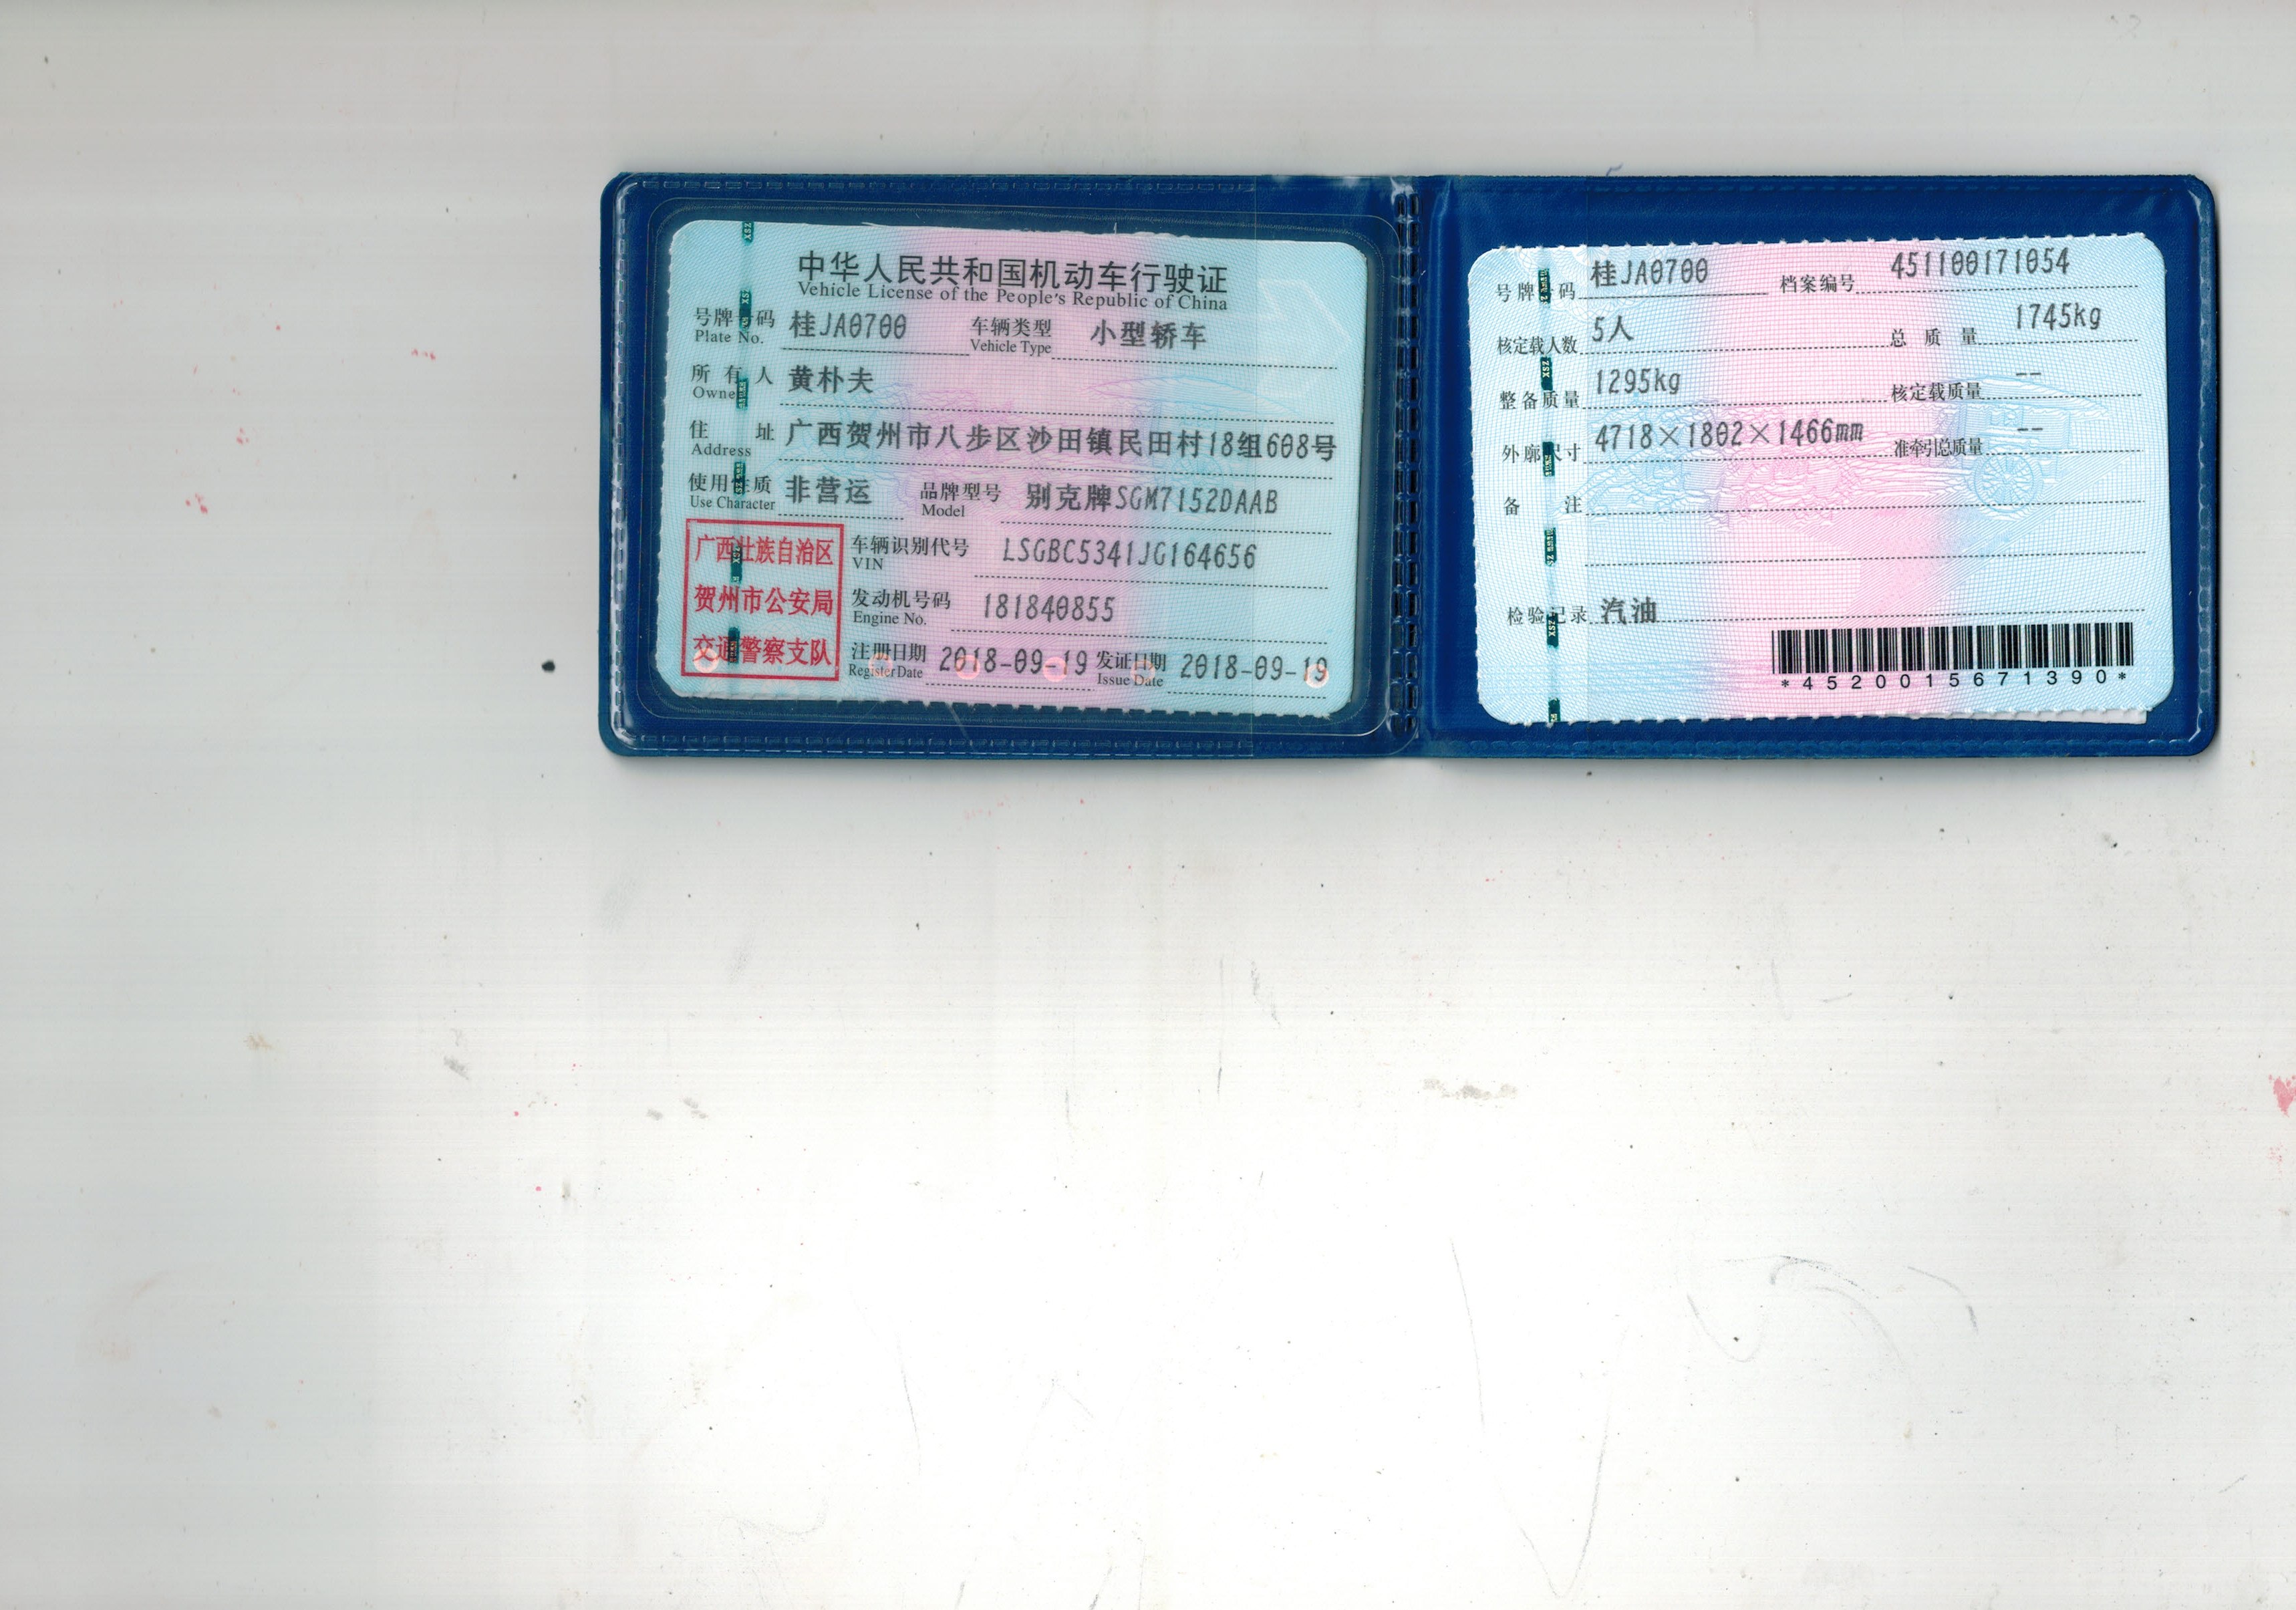 中华人民共和国机动车行驶证
Vehicle License of the People's Republic of China
号牌号码 桂JA0700 车辆类型 小型轿车
Plate No. Vehicle Type
所有人 黄朴夫
Owner
住址 广西贺州市八步区沙田镇民田村18组608号
Address
使用性质 非营运 品牌型号 别克牌SGM7152DAAB
Use Character Model
广西壮族自治区
贺州市公安局
交通警察支队
车辆识别代号 LSGBC5341JG164656
VIN
发动机号码 181840855
Engine No.
注册日期 2018-09-19 发证日期 2018-09-19
Register Date Issue Date
号牌号码 桂JA0700 档案编号 451100171054
核定载人数 5人 总质量 1745kg
整备质量 1295kg 核定载质量 --
外廓尺寸 4718×1802×1466mm 准牵引总质量 --
备注
检验记录 汽油
*4520015671390*